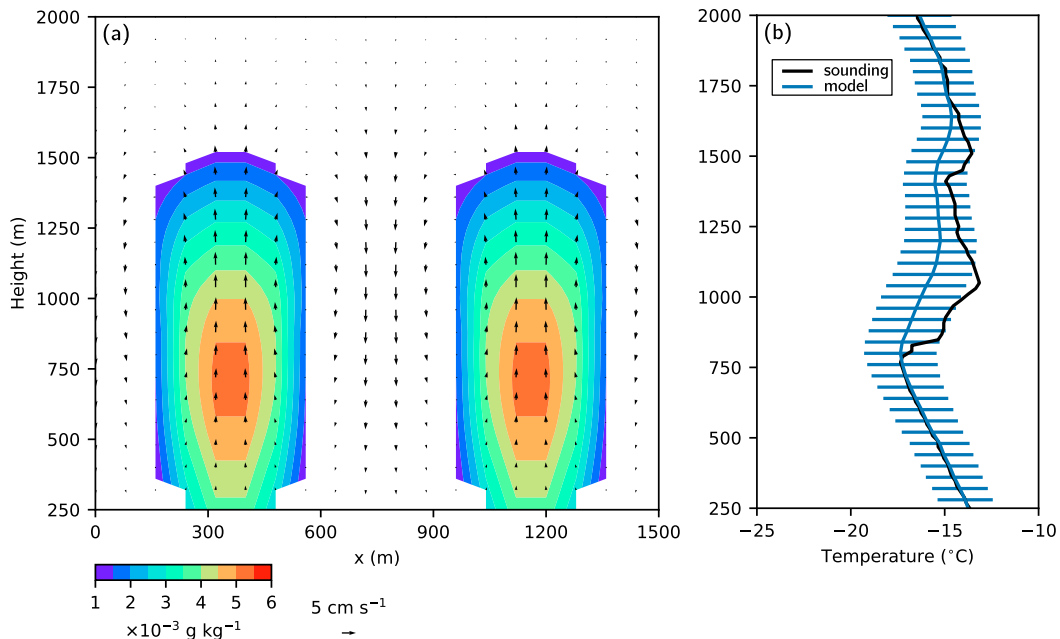 (a)
2000
1750
1500
1250
1000
750
500
250
Height (m)
0 300 600 900 1200 1500
x (m)
1 2 3 4 5 6
×10⁻³ g kg⁻¹
5 cm s⁻¹
(b)
sounding
model
2000
1750
1500
1250
1000
750
500
250
−25 −20 −15 −10
Temperature (°C)